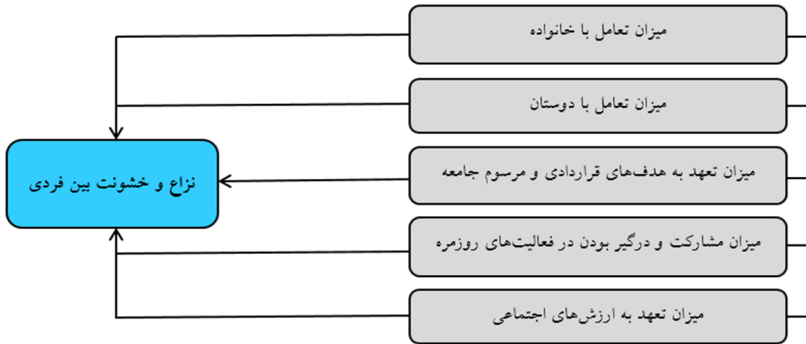 میزان تعامل با خانواده
میزان تعامل با دوستان
میزان تعهد به هدف‌های قراردادی و مرسوم جامعه
میزان مشارکت و درگیر بودن در فعالیت‌های روزمره
میزان تعهد به ارزش‌های اجتماعی
نزاع و خشونت بین فردی